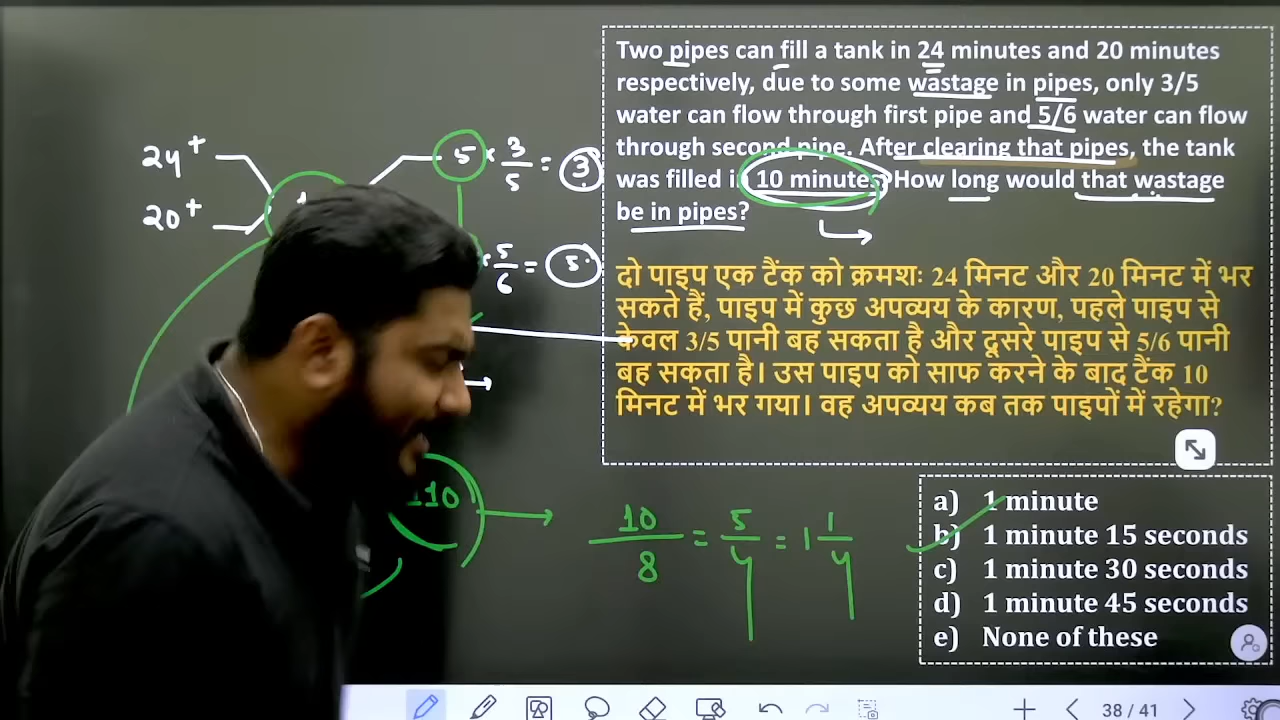 Two pipes can fill a tank in 24 minutes and 20 minutes
respectively, due to some wastage in pipes, only 3/5
water can flow through first pipe and 5/6 water can flow
through second pipe. After clearing that pipes, the tank
was filled i 10 minutes. How long would that wastage
be in pipes?
दो पाइप एक टैंक को क्रमशः 24 मिनट और 20 मिनट में भर
सकते हैं, पाइप में कुछ अपव्यय के कारण, पहले पाइप से
केवल 3/5 पानी बह सकता है और दूसरे पाइप से 5/6 पानी
बह सकता है। उस पाइप को साफ करने के बाद टैंक 10
मिनट में भर गया। वह अपव्यय कब तक पाइपों में रहेगा?
24+
20+
5 × 3/5 = 3
5/6 = 5
110
10/8 = 5/4 = 1 1/4
a) 1 minute
b) 1 minute 15 seconds
c) 1 minute 30 seconds
d) 1 minute 45 seconds
e) None of these
38 / 41